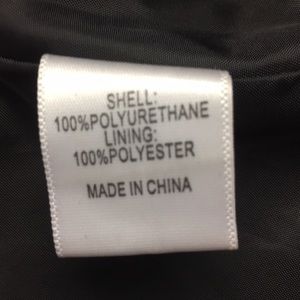 SHELL:
100%POLYURETHANE
LINING:
100%POLYESTER
MADE IN CHINA